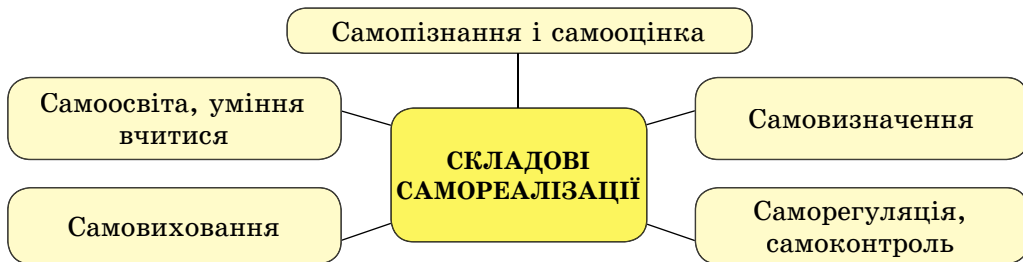 Самопізнання і самооцінка
Самоосвіта, уміння
вчитися
Самовизначення
СКЛАДОВІ
САМОРЕАЛІЗАЦІЇ
Самовиховання
Саморегуляція,
самоконтроль